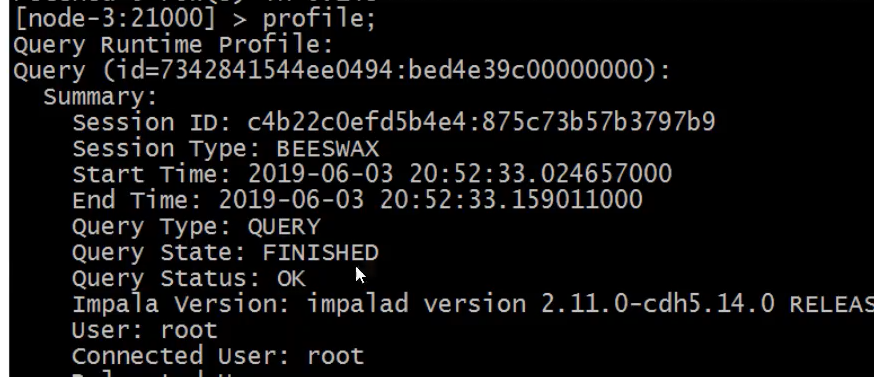 [node-3:21000] > profile;
Query Runtime Profile:
Query (id=7342841544ee0494:bed4e39c00000000):
Summary:
Session ID: c4b22c0efd5b4e4:875c73b57b3797b9
Session Type: BEESWAX
Start Time: 2019-06-03 20:52:33.024657000
End Time: 2019-06-03 20:52:33.159011000
Query Type: QUERY
Query State: FINISHED
Query Status: OK
Impala Version: impalad version 2.11.0-cdh5.14.0 RELEAS
User: root
Connected User: root